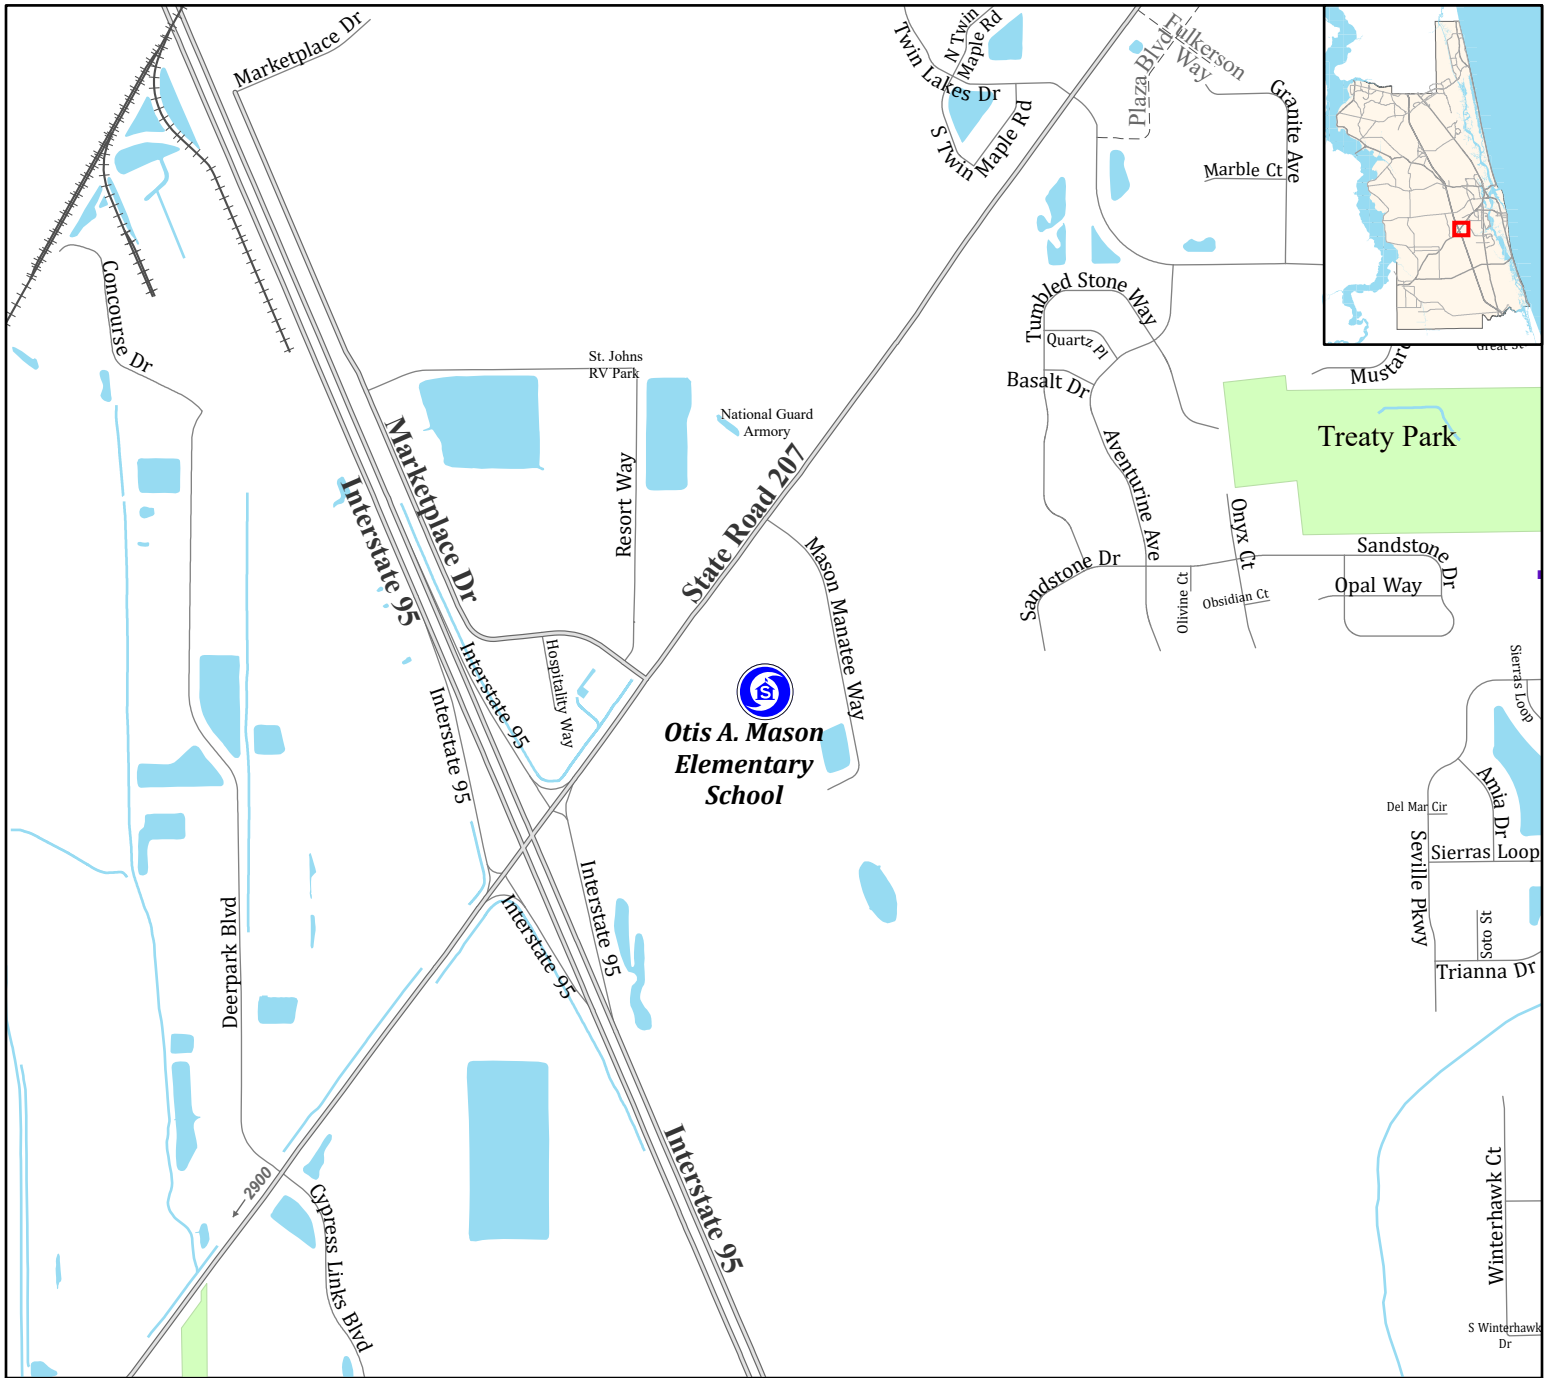 Marketplace Dr
Twin Lakes Dr
N Twin
Maple Rd
S Twin
Maple Rd
Plaza Blvd
Fulkerson
Way
Granite Ave
Marble Ct
Concourse Dr
Tumbled Stone Way
Quartz Pl
Basalt Dr
St. Johns
RV Park
National Guard
Armory
Great St
Treaty Park
Marketplace Dr
Interstate 95
Resort Way
State Road 207
Aventurine Ave
Onyx Ct
Sandstone Dr
Sandstone Dr
Opal Way
Olivine Ct
Obsidian Ct
Mason Manatee Way
Interstate 95
Interstate 95
Hospitality Way
S
Otis A. Mason
Elementary
School
Sierras Loop
Amia Dr
Del Mar Cir
Seville Pkwy
Sierras Loop
Soto St
Trianna Dr
Interstate 95
Interstate 95
Deerpark Blvd
2900
Cypress Links Blvd
Interstate 95
Winterhawk Ct
S Winterhawk
Dr